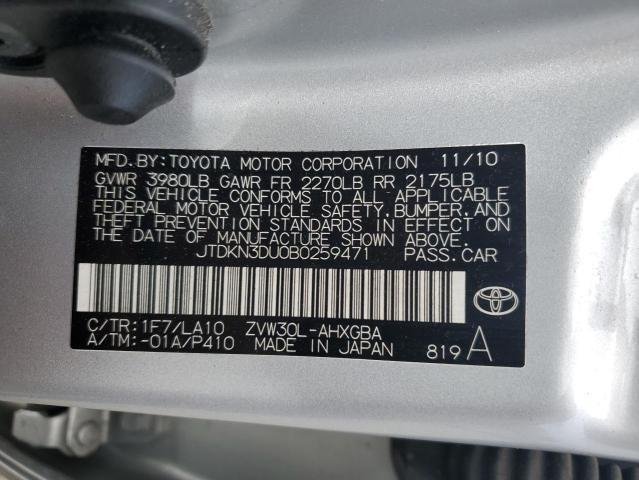 MFD.BY:TOYOTA MOTOR CORPORATION 11/10
GVWR 3980LB GAWR FR 2270LB RR 2175LB
THIS VEHICLE CONFORMS TO ALL APPLICABLE
FEDERAL MOTOR VEHICLE SAFETY,BUMPER,AND
THEFT PREVENTION STANDARDS IN EFFECT ON
THE DATE OF MANUFACTURE SHOWN ABOVE.
JTDKN3DU0B0259471 PASS.CAR
C/TR:1F7/LA10 ZVW30L-AHXGBA
A/TM:-01A/P410 MADE IN JAPAN 819 A